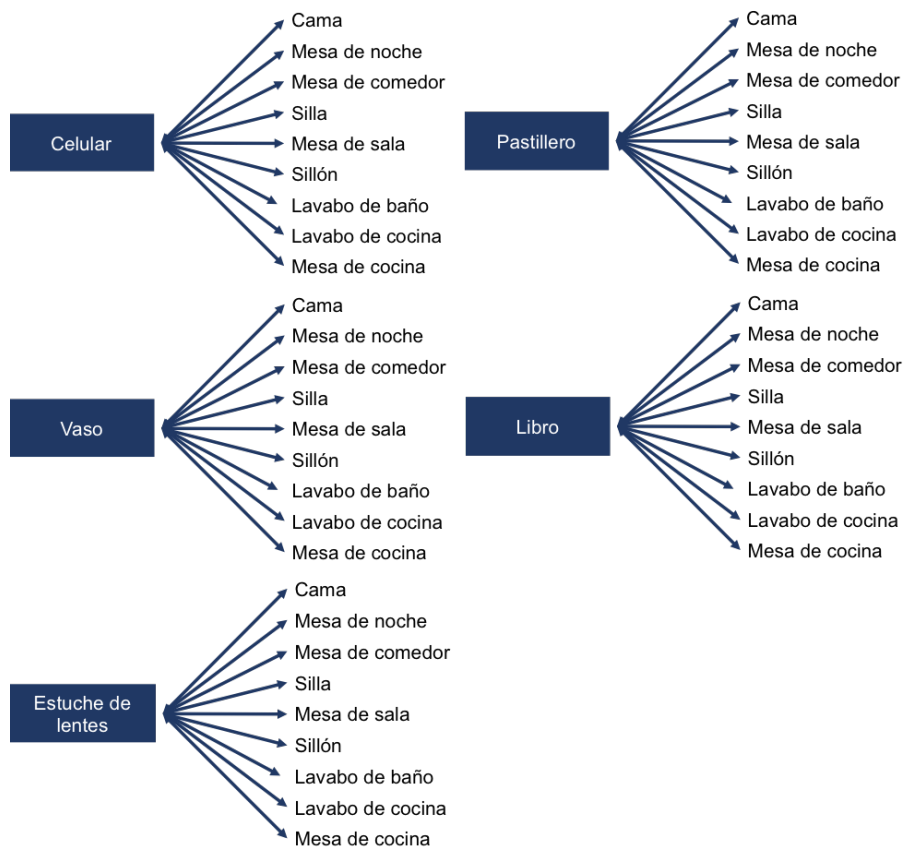 Celular
Cama
Mesa de noche
Mesa de comedor
Silla
Mesa de sala
Sillón
Lavabo de baño
Lavabo de cocina
Mesa de cocina
Pastillero
Cama
Mesa de noche
Mesa de comedor
Silla
Mesa de sala
Sillón
Lavabo de baño
Lavabo de cocina
Mesa de cocina
Vaso
Cama
Mesa de noche
Mesa de comedor
Silla
Mesa de sala
Sillón
Lavabo de baño
Lavabo de cocina
Mesa de cocina
Libro
Cama
Mesa de noche
Mesa de comedor
Silla
Mesa de sala
Sillón
Lavabo de baño
Lavabo de cocina
Mesa de cocina
Estuche de
lentes
Cama
Mesa de noche
Mesa de comedor
Silla
Mesa de sala
Sillón
Lavabo de baño
Lavabo de cocina
Mesa de cocina